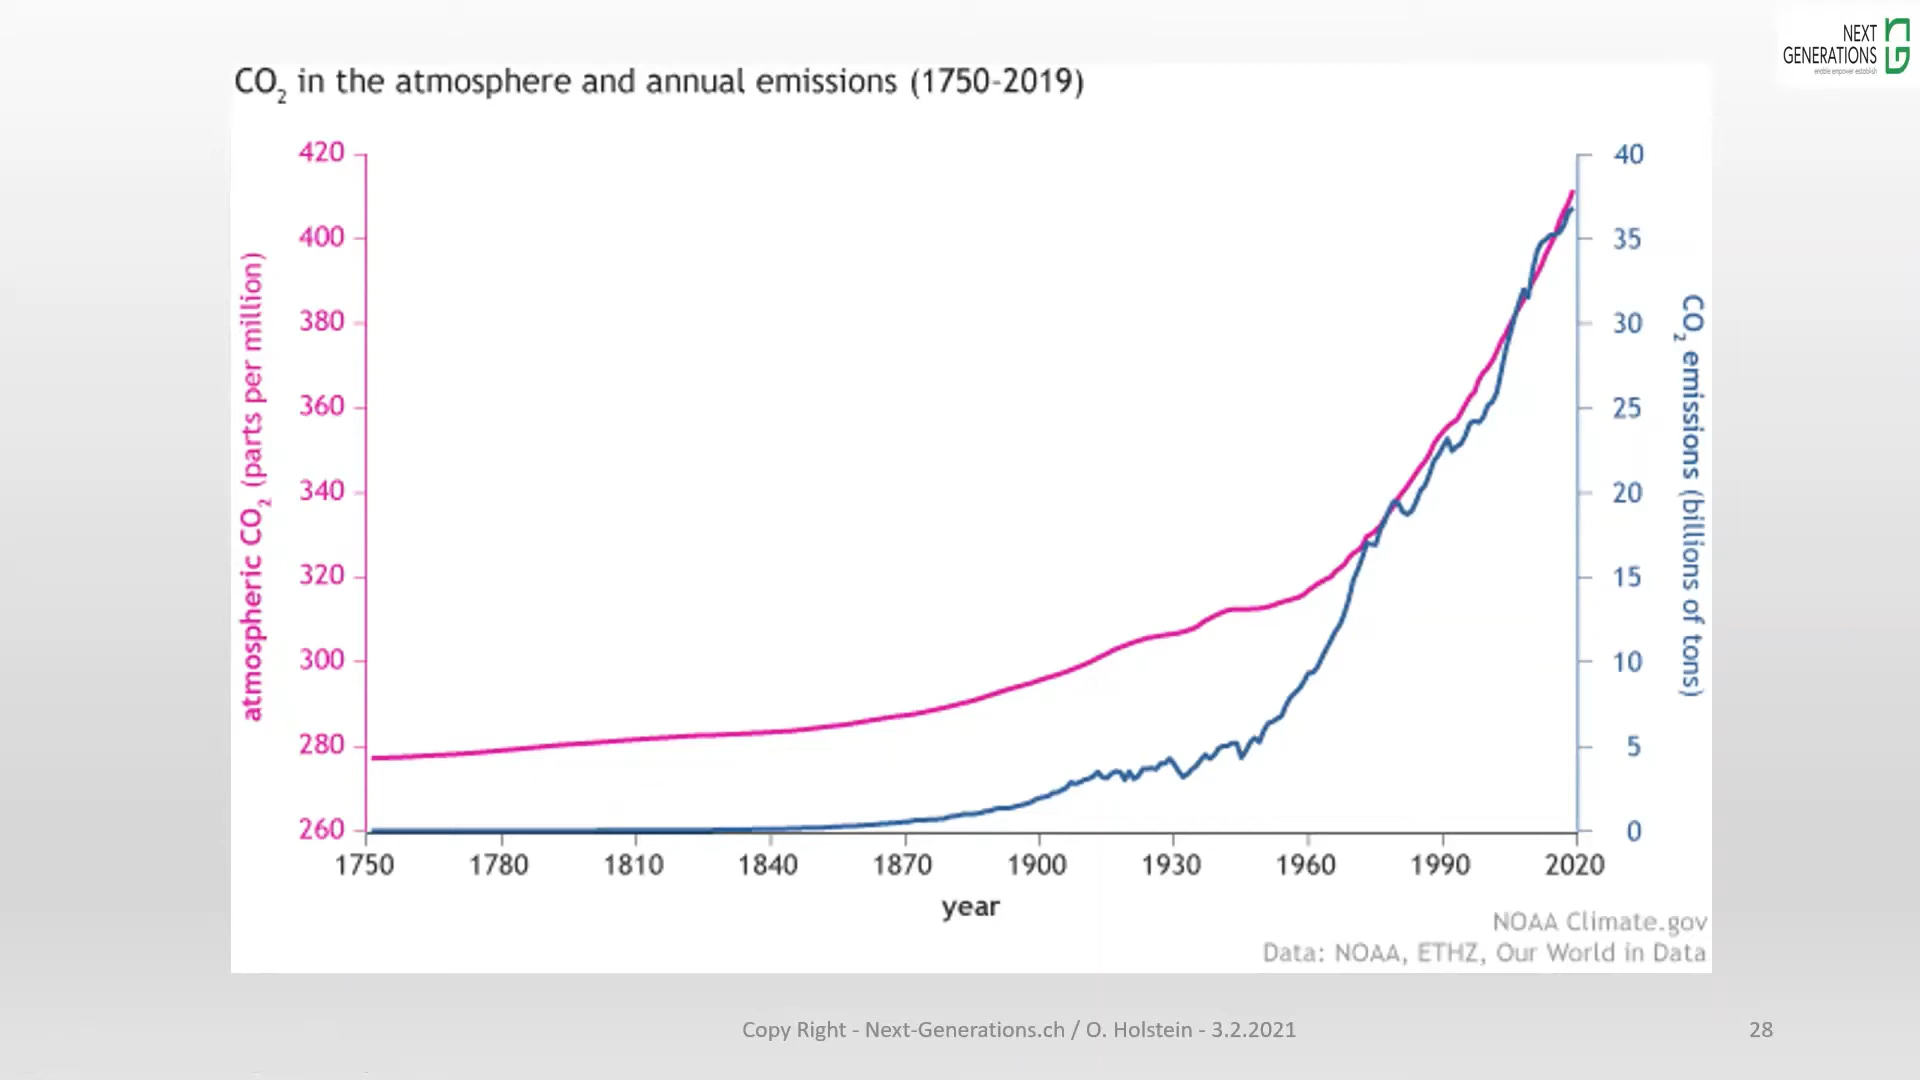 NEXT
GENERATIONS
enable empower establish
CO2 in the atmosphere and annual emissions (1750-2019)
420
400
380
360
340
320
300
280
260
atmospheric CO2 (parts per million)
40
35
30
25
20
15
10
5
0
CO2 emissions (billions of tons)
1750 1780 1810 1840 1870 1900 1930 1960 1990 2020
year
NOAA Climate.gov
Data: NOAA, ETHZ, Our World in Data
Copy Right - Next-Generations.ch / O. Holstein - 3.2.2021
28